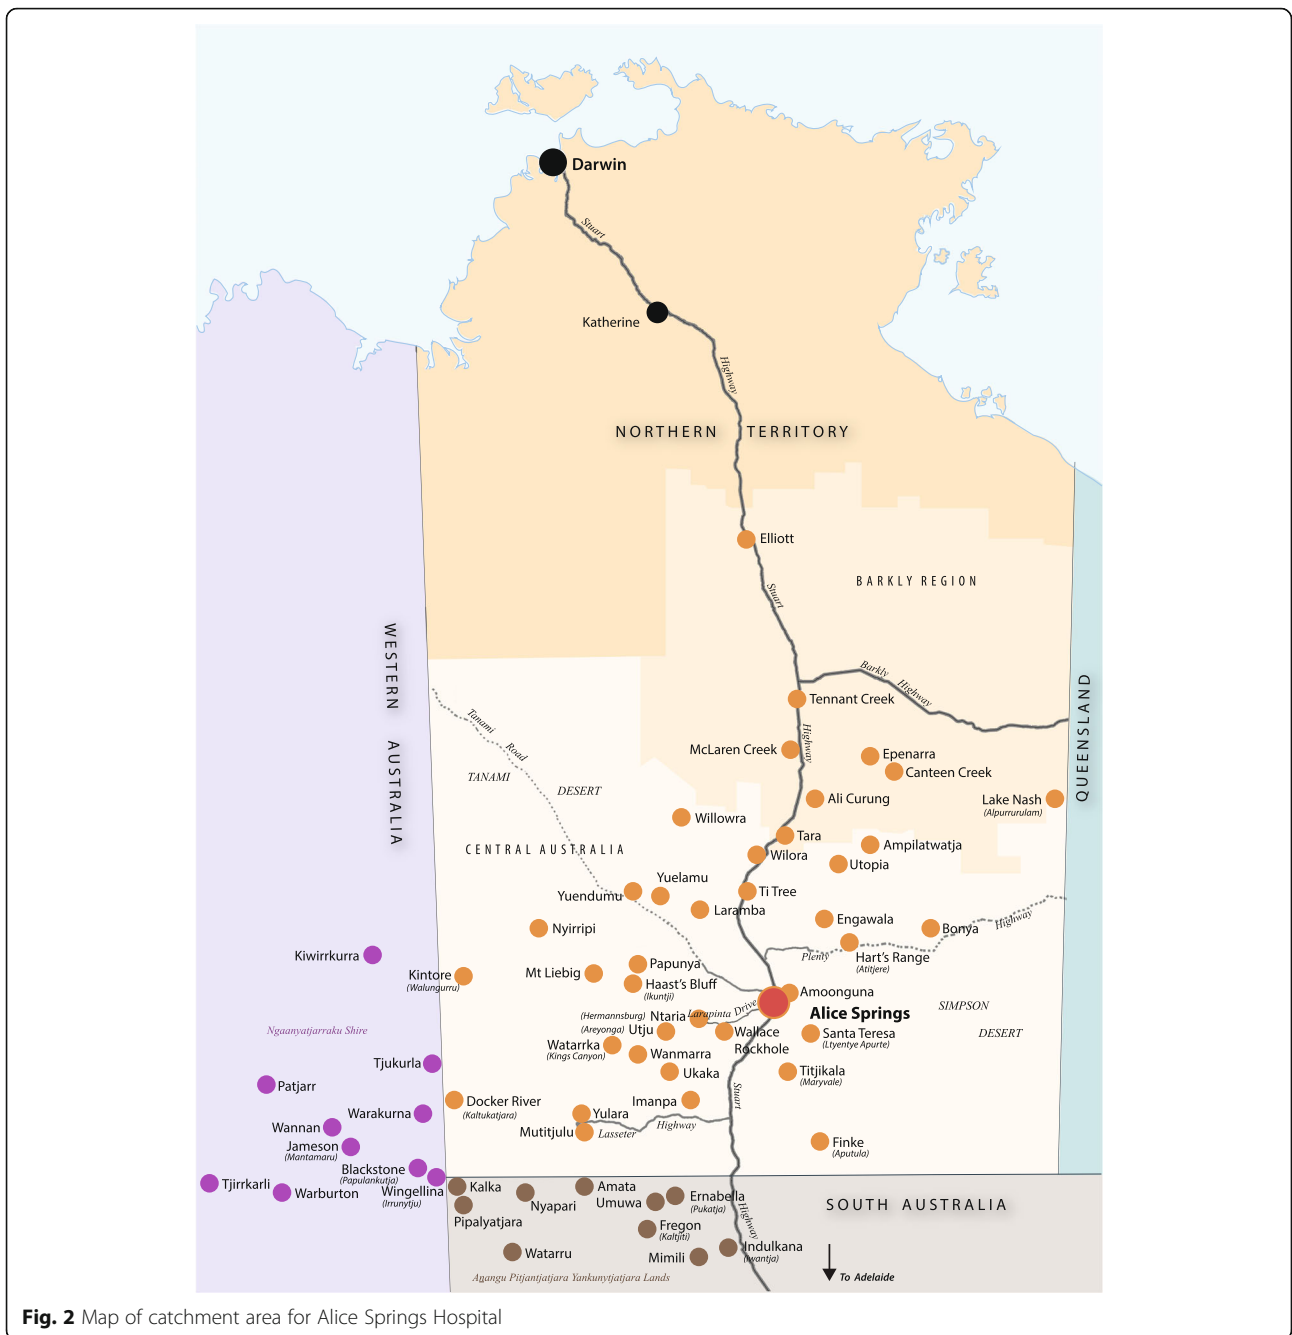 Darwin
Stuart
Katherine
Highway
NORTHERN TERRITORY
Elliott
BARKLY REGION
Stuart
WESTERN AUSTRALIA
QUEENSLAND
Barkly Highway
Tennant Creek
Tanami Road
Highway
McLaren Creek
Epenarra
Canteen Creek
TANAMI
DESERT
Ali Curung
Lake Nash
(Alpurrurulam)
Willowra
Tara
CENTRAL AUSTRALIA
Wilora
Ampilatwatja
Utopia
Yuelamu
Yuendumu
Ti Tree
Laramba
Engawala
Highway
Nyirripi
Bonya
Plenty
Hart's Range
(Atitjere)
Kiwirrkurra
Kintore
(Walungurru)
Mt Liebig
Papunya
Haast's Bluff
(Ikuntji)
Amoonguna
SIMPSON
DESERT
Alice Springs
Larapinta Drive
(Hermannsburg) Ntaria
(Areyonga) Utju
Wallace
Rockhole
Santa Teresa
(Ltyentye Apurte)
Ngaanyatjarraku Shire
Watarrka
(Kings Canyon)
Wanmarra
Tjukurla
Ukaka
Titjikala
(Maryvale)
Patjarr
Docker River
(Kaltukatjara)
Imanpa
Stuart
Warakurna
Yulara
Wannan
Mutitjulu
Lasseter Highway
Jameson
(Mantamaru)
Finke
(Aputula)
Blackstone
(Papulankutja)
Tjirrkarli
Warburton
Wingellina
(Irrunytju)
Kalka
Amata
Nyapari
Umuwa
Ernabella
(Pukatja)
Highway
SOUTH AUSTRALIA
Pipalyatjara
Fregon
(Kaltjiti)
Watarru
Mimili
Indulkana
(Iwantja)
To Adelaide
Anangu Pitjantjatjara Yankunytjatjara Lands
Fig. 2 Map of catchment area for Alice Springs Hospital